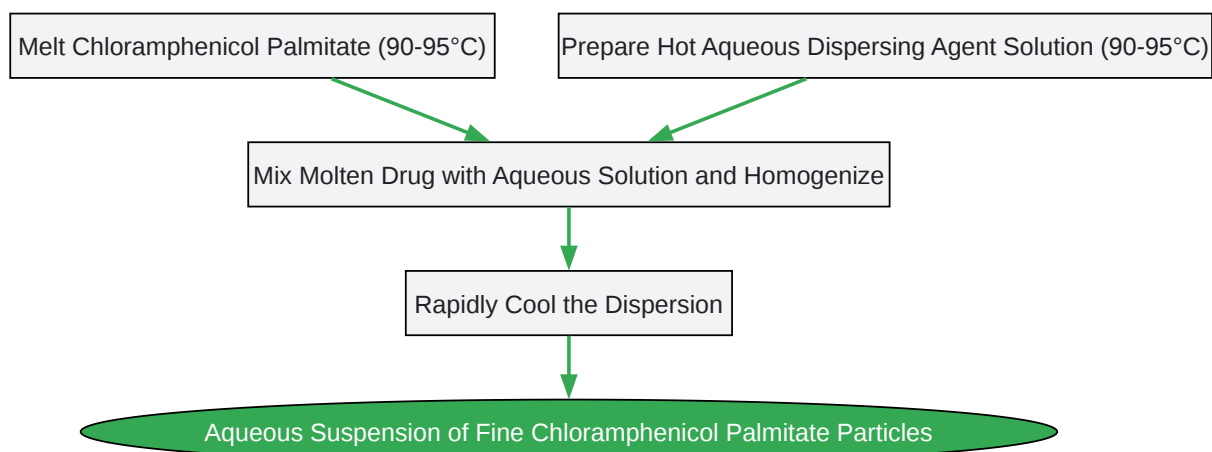 Melt Chloramphenicol Palmitate (90-95°C)
Prepare Hot Aqueous Dispersing Agent Solution (90-95°C)
Mix Molten Drug with Aqueous Solution and Homogenize
Rapidly Cool the Dispersion
Aqueous Suspension of Fine Chloramphenicol Palmitate Particles